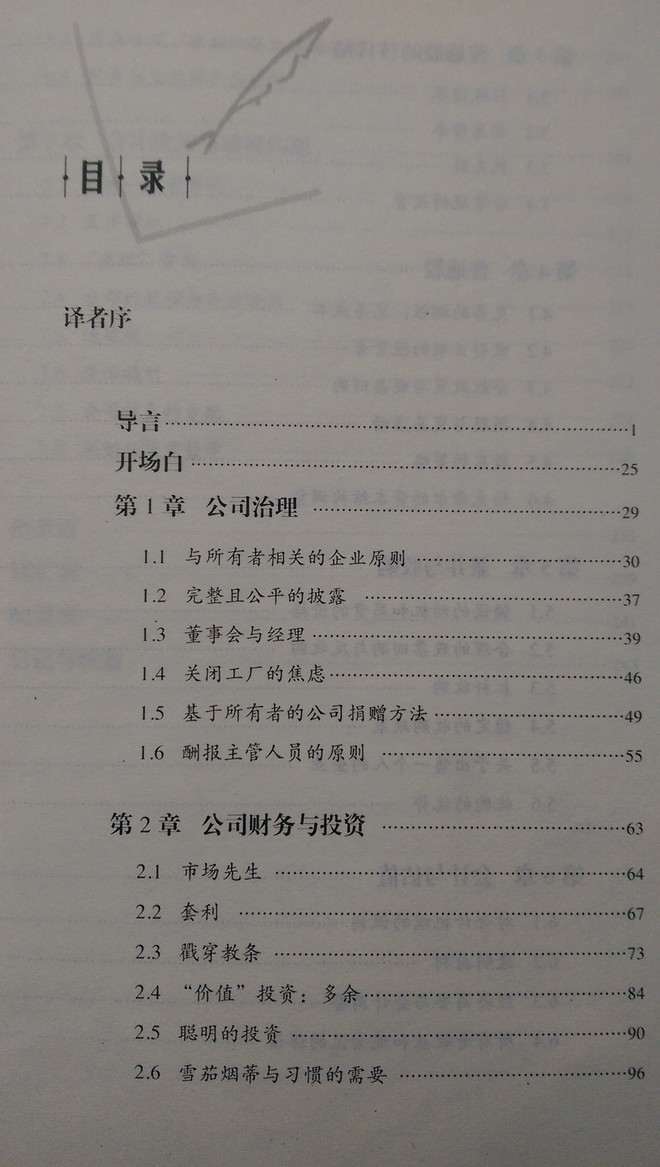 目录
译者序
导言……………………………………1
开场白……………………………………25
第1章 公司治理……………………………………29
1.1 与所有者相关的企业原则……………………………………30
1.2 完整且公平的披露……………………………………37
1.3 董事会与经理……………………………………39
1.4 关闭工厂的焦虑……………………………………46
1.5 基于所有者的公司捐赠方法……………………………………49
1.6 酬报主管人员的原则……………………………………55
第2章 公司财务与投资……………………………………63
2.1 市场先生……………………………………64
2.2 套利……………………………………67
2.3 戳穿教条……………………………………73
2.4 “价值”投资：多余……………………………………84
2.5 聪明的投资……………………………………90
2.6 雪茄烟蒂与习惯的需要……………………………………96